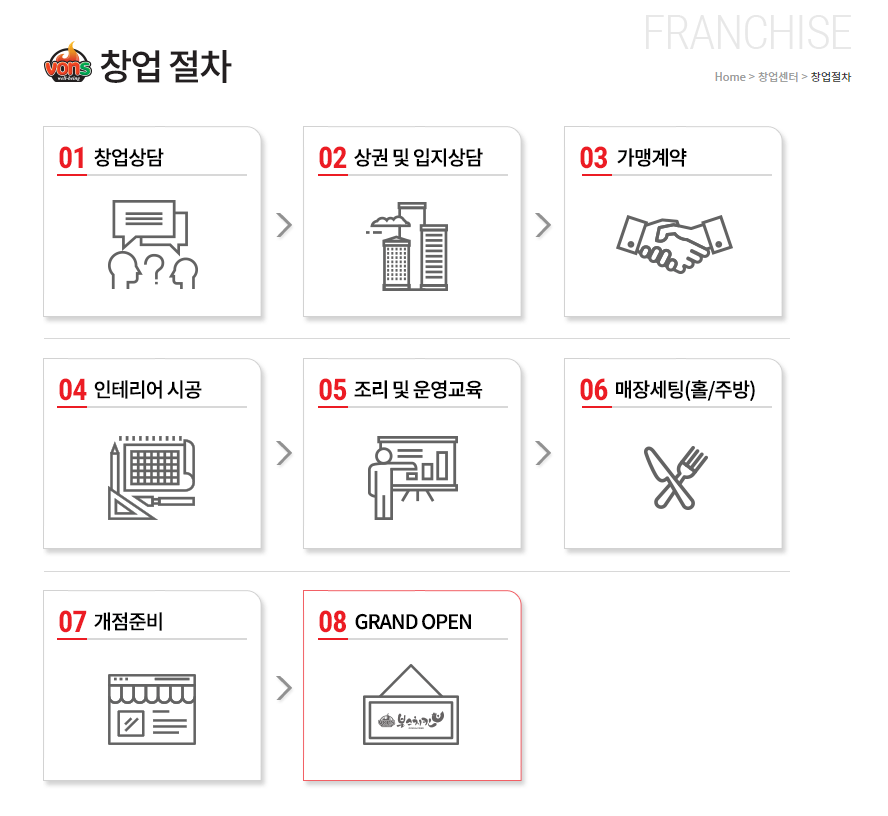 FRANCHISE
vons
well-being
창업 절차
Home > 창업센터 > 창업절차
01 창업상담
02 상권 및 입지상담
03 가맹계약
04 인테리어 시공
05 조리 및 운영교육
06 매장세팅(홀/주방)
07 개점준비
08 GRAND OPEN
본스치킨